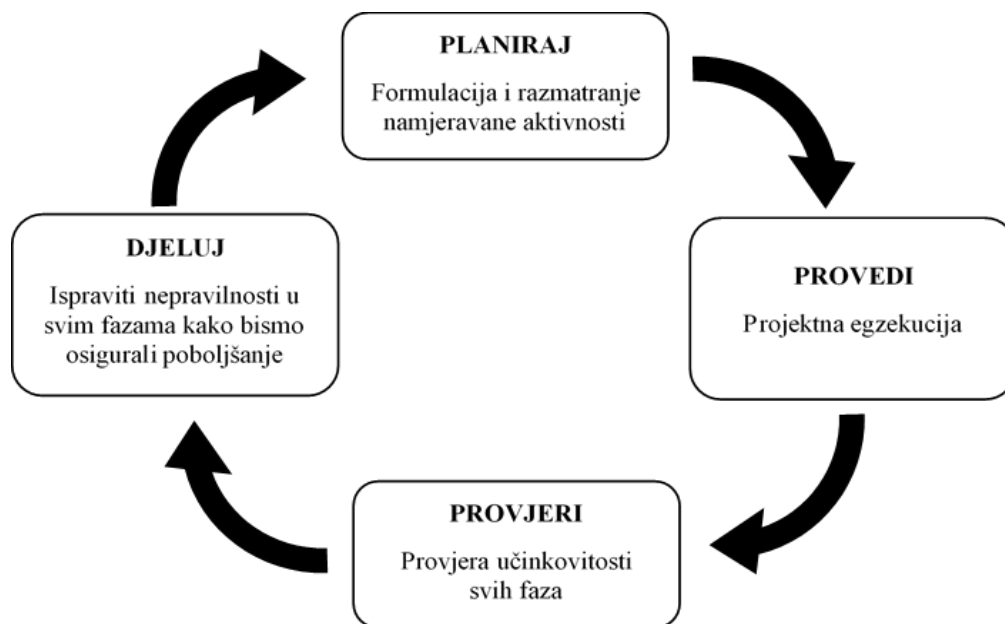 PLANIRAJ
Formulacija i razmatranje
namjeravane aktivnosti
PROVEDI
Projektna egzekucija
PROVJERI
Provjera učinkovitosti
svih faza
DJELUJ
Ispraviti nepravilnosti u
svim fazama kako bismo
osigurali poboljšanje